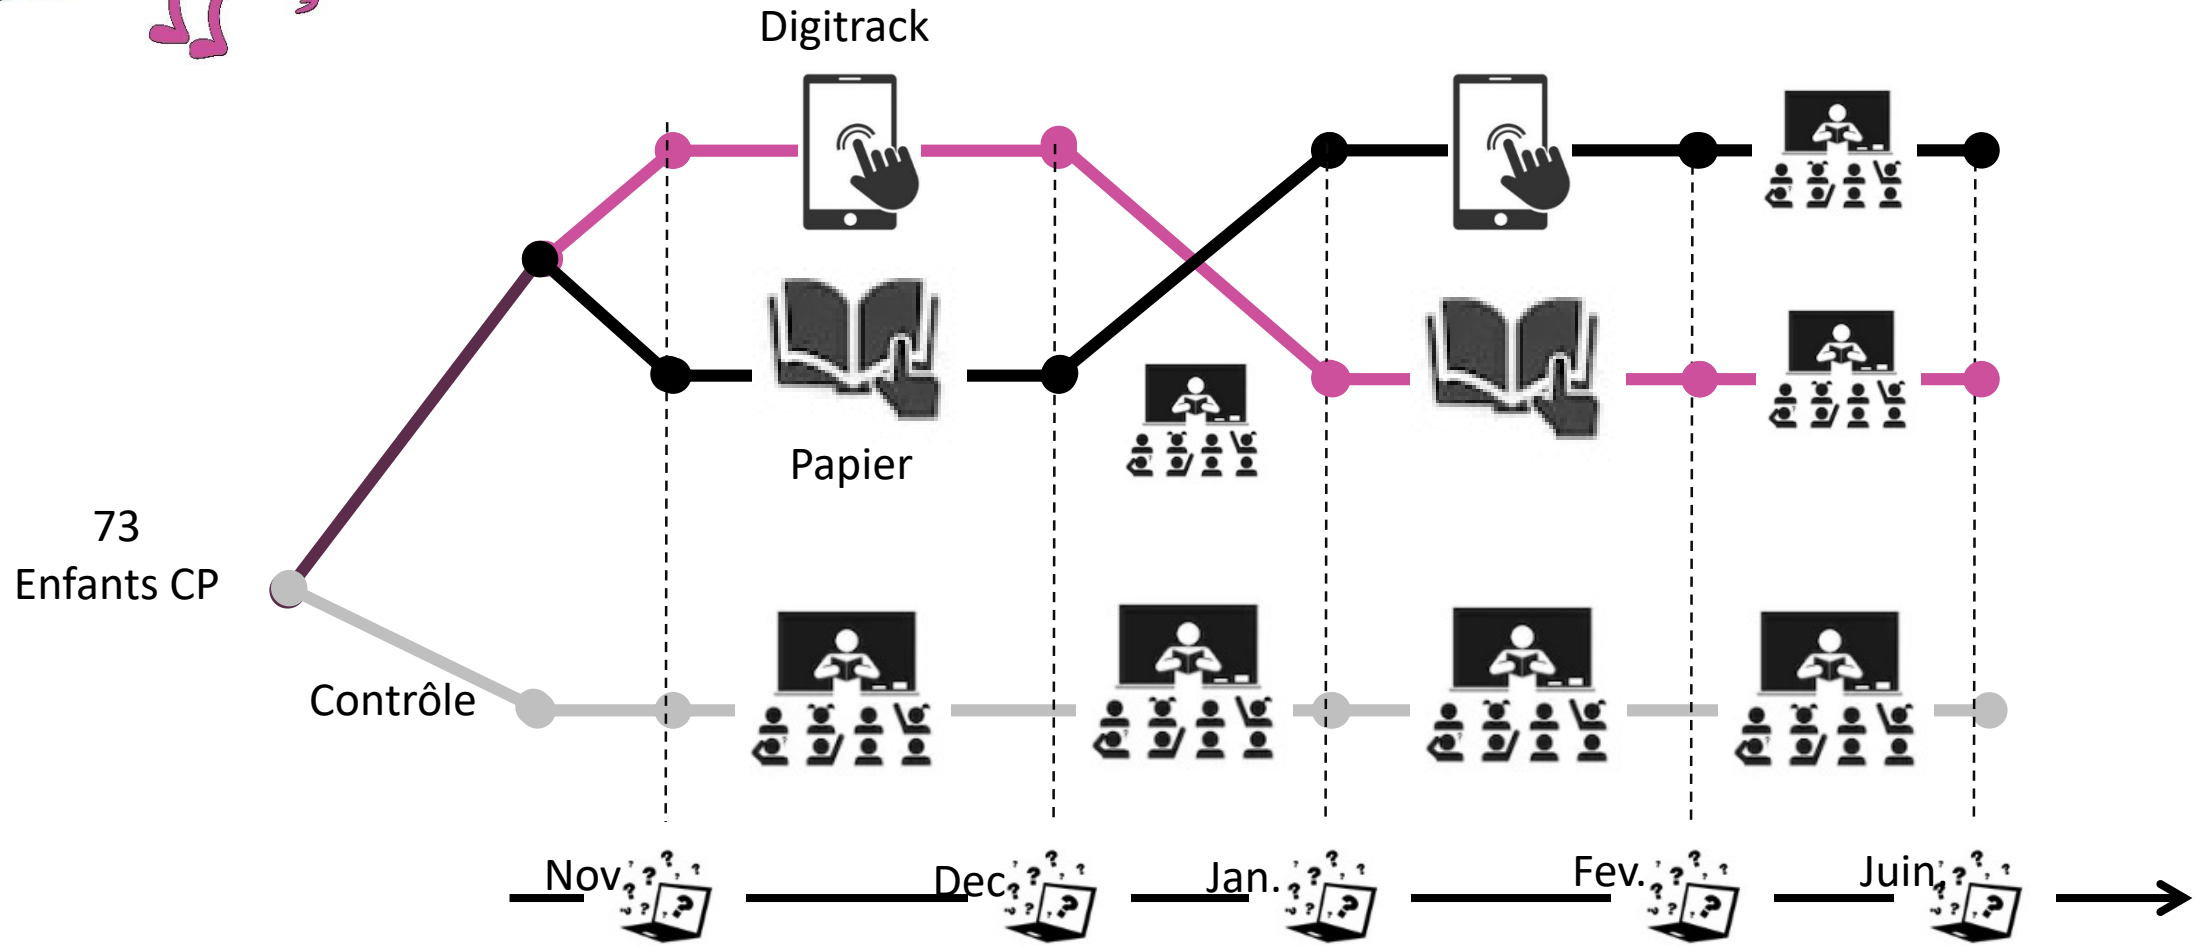 Digitrack
Papier
73
Enfants CP
Contrôle
Nov
Dec
Jan.
Fev.
Juin